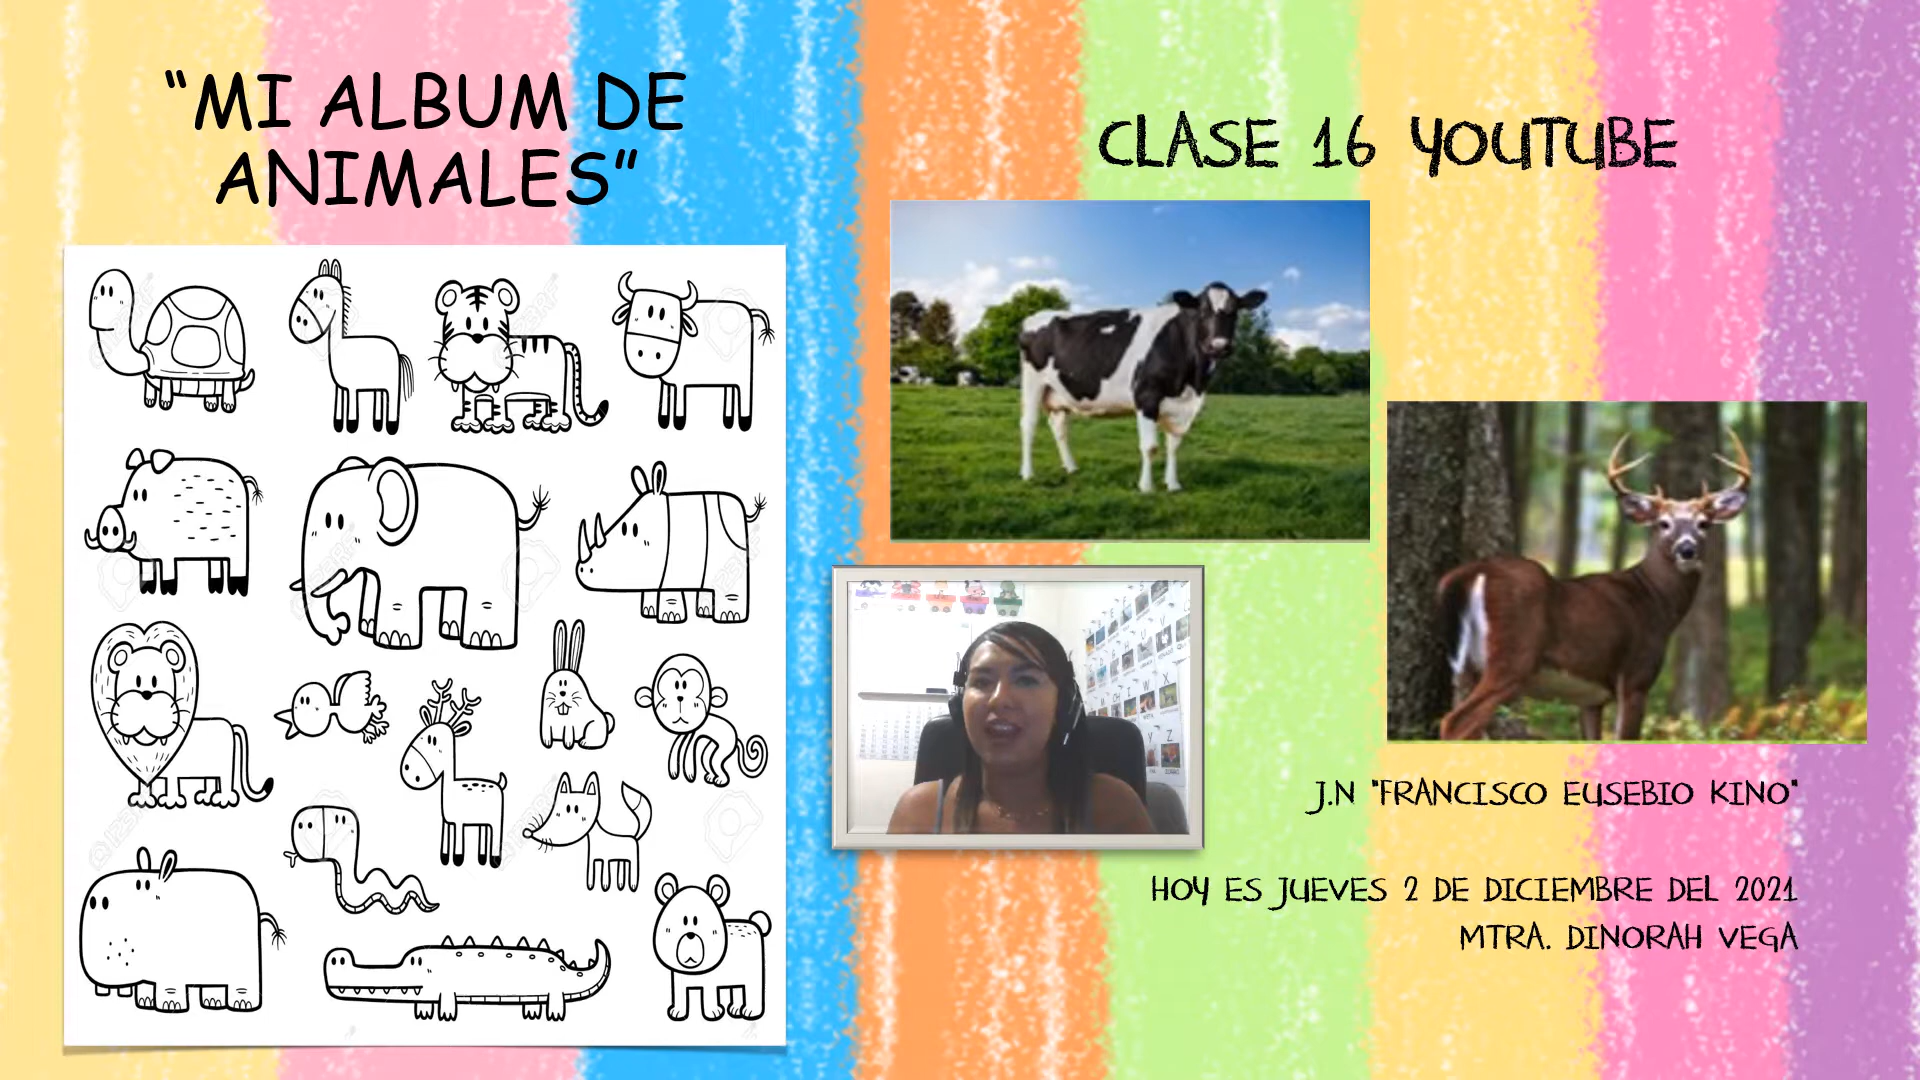 “MI ALBUM DE
ANIMALES”
CLASE 16 YOUTUBE
J.N "FRANCISCO EUSEBIO KINO"
HOY ES JUEVES 2 DE DICIEMBRE DEL 2021
MTRA. DINORAH VEGA